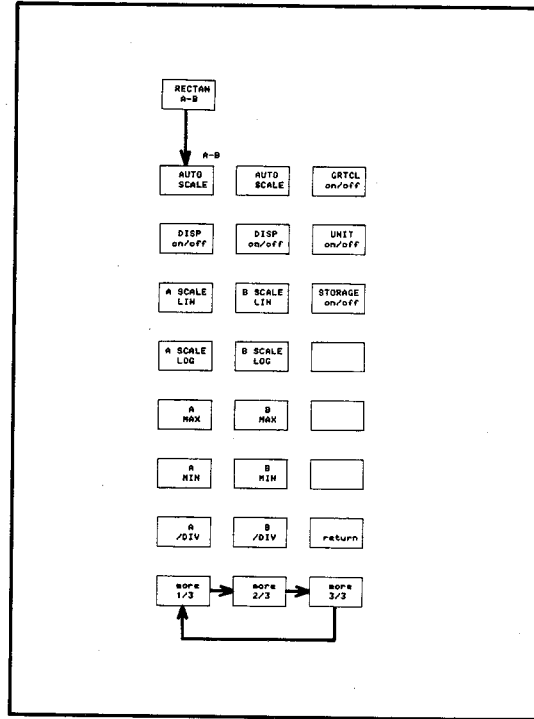 RECTAN
A-B
A-B
AUTO
SCALE
AUTO
SCALE
GRTCL
on/off
DISP
on/off
DISP
on/off
UNIT
on/off
A SCALE
LIN
B SCALE
LIN
STORAGE
on/off
A SCALE
LOG
B SCALE
LOG
A
MAX
B
MAX
A
MIN
B
MIN
A
/DIV
B
/DIV
return
more
1/3
more
2/3
more
3/3